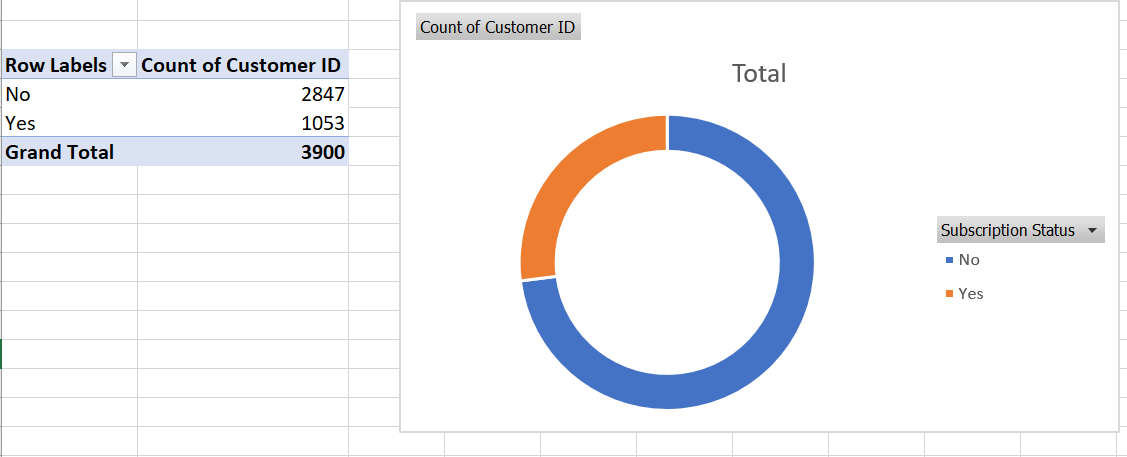 Row Labels Count of Customer ID
No 2847
Yes 1053
Grand Total 3900
Count of Customer ID
Total
Subscription Status
No
Yes